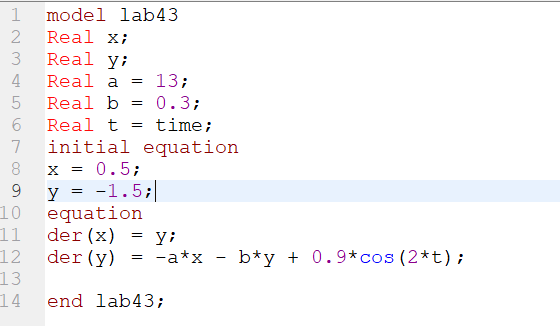 1 model lab43
2 Real x;
3 Real y;
4 Real a = 13;
5 Real b = 0.3;
6 Real t = time;
7 initial equation
8 x = 0.5;
9 y = -1.5;
10 equation
11 der(x) = y;
12 der(y) = -a*x - b*y + 0.9*cos(2*t);
13
14 end lab43;